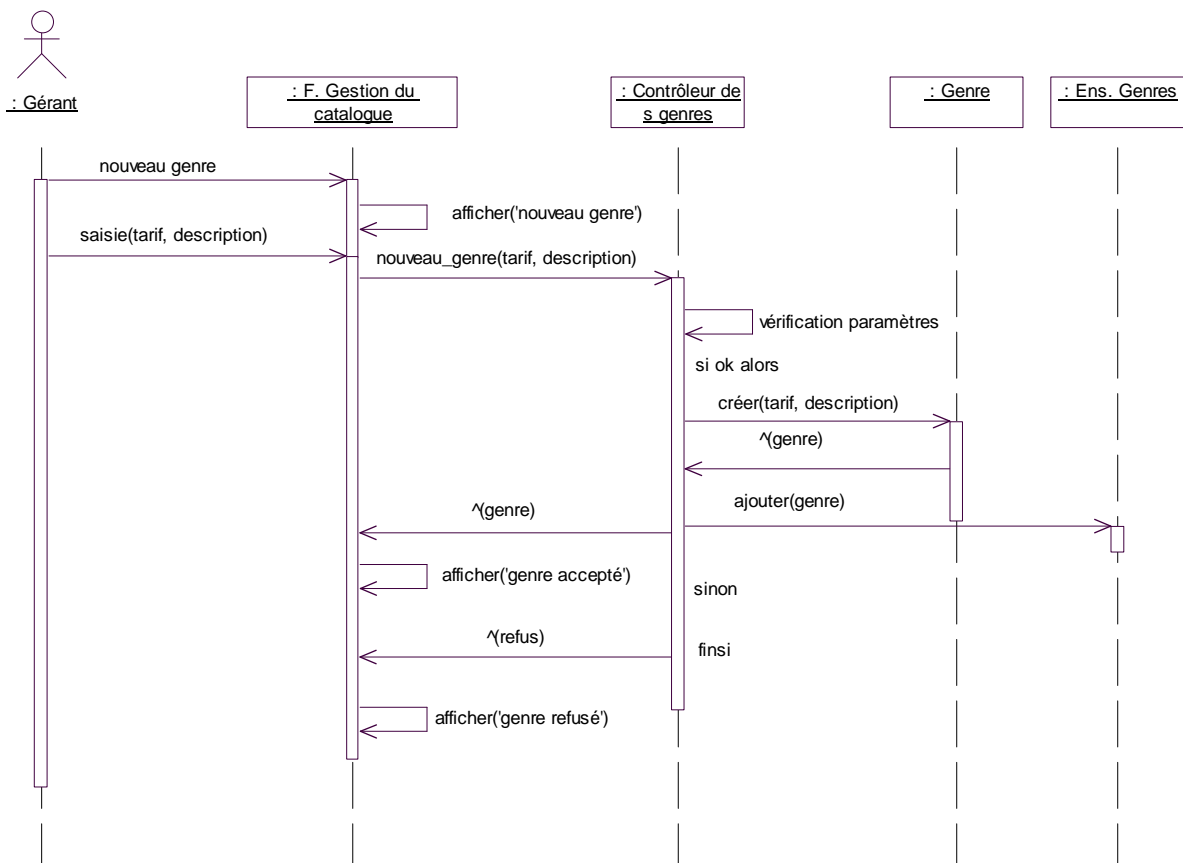 : Gérant
: F. Gestion du
catalogue
: Contrôleur de
s genres
: Genre
: Ens. Genres
nouveau genre
afficher('nouveau genre')
saisie(tarif, description)
nouveau_genre(tarif, description)
vérification paramètres
si ok alors
créer(tarif, description)
^(genre)
ajouter(genre)
^(genre)
afficher('genre accepté')
sinon
^(refus)
finsi
afficher('genre refusé')